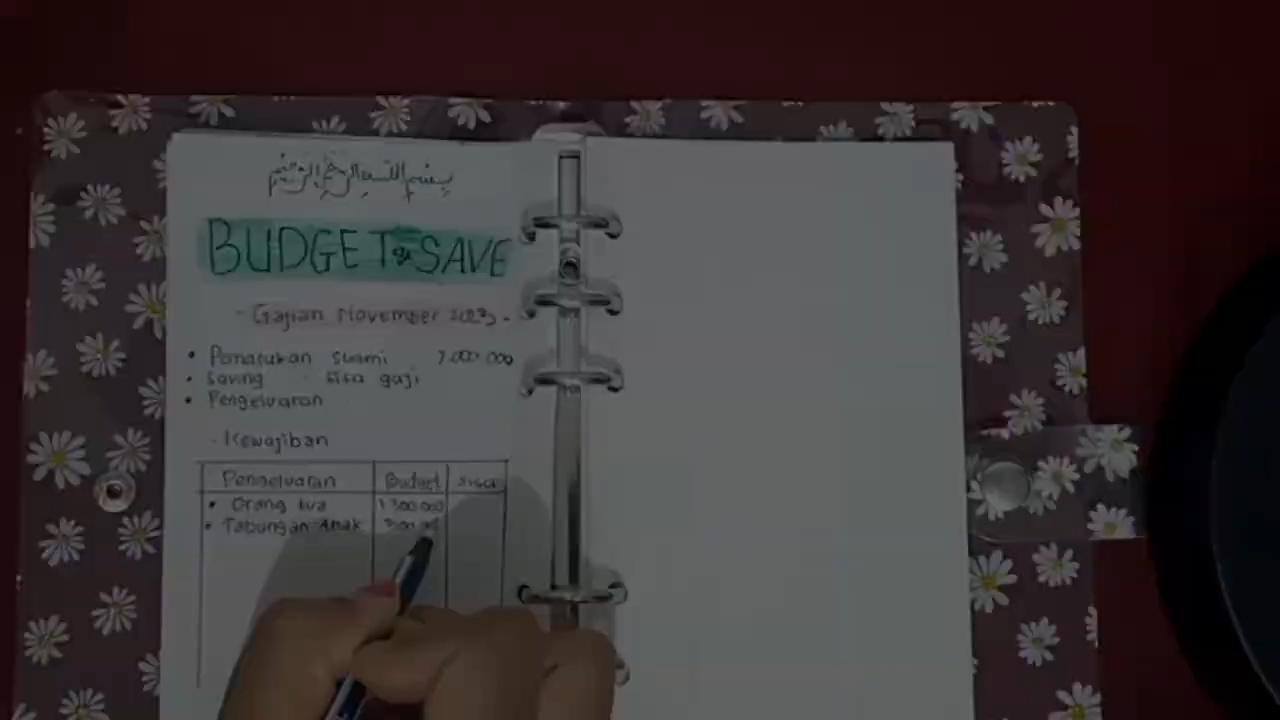 بسم الله الرحمن الرحيم
BUDGET & SAVE
- Gajian November 2023 -
• Pemasukan suami 7.000.000
• Saving - sisa gaji
• Pengeluaran
- Kewajiban
Pengeluaran Budget Sisa
• Orang tua 1.300.000
• Tabungan Anak